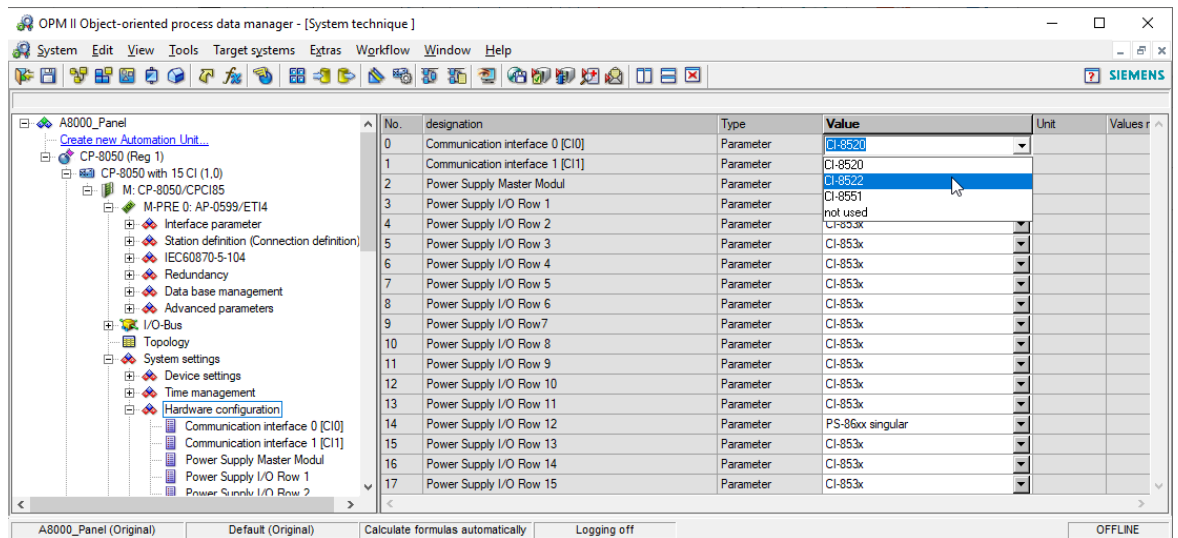 OPM II Object-oriented process data manager - [System technique ]
System Edit View Tools Target systems Extras Workflow Window Help
SIEMENS
A8000_Panel
Create new Automation Unit...
CP-8050 (Reg 1)
CP-8050 with 15 CI (1,0)
M: CP-8050/CPCI85
M-PRE 0: AP-0599/ETI4
Interface parameter
Station definition (Connection definition)
IEC60870-5-104
Redundancy
Data base management
Advanced parameters
I/O-Bus
Topology
System settings
Device settings
Time management
Hardware configuration
Communication interface 0 [CI0]
Communication interface 1 [CI1]
Power Supply Master Modul
Power Supply I/O Row 1
Power Supply I/O Row 2
No. designation Type Value Unit Values r
0 Communication interface 0 [CI0] Parameter CI-8520
1 Communication interface 1 [CI1] Parameter CI-8520
2 Power Supply Master Modul Parameter CI-8522
3 Power Supply I/O Row 1 Parameter CI-8551
not used
4 Power Supply I/O Row 2 Parameter CI-853x
5 Power Supply I/O Row 3 Parameter CI-853x
6 Power Supply I/O Row 4 Parameter CI-853x
7 Power Supply I/O Row 5 Parameter CI-853x
8 Power Supply I/O Row 6 Parameter CI-853x
9 Power Supply I/O Row7 Parameter CI-853x
10 Power Supply I/O Row 8 Parameter CI-853x
11 Power Supply I/O Row 9 Parameter CI-853x
12 Power Supply I/O Row 10 Parameter CI-853x
13 Power Supply I/O Row 11 Parameter CI-853x
14 Power Supply I/O Row 12 Parameter PS-86xx singular
15 Power Supply I/O Row 13 Parameter CI-853x
16 Power Supply I/O Row 14 Parameter CI-853x
17 Power Supply I/O Row 15 Parameter CI-853x
A8000_Panel (Original) Default (Original) Calculate formulas automatically Logging off OFFLINE